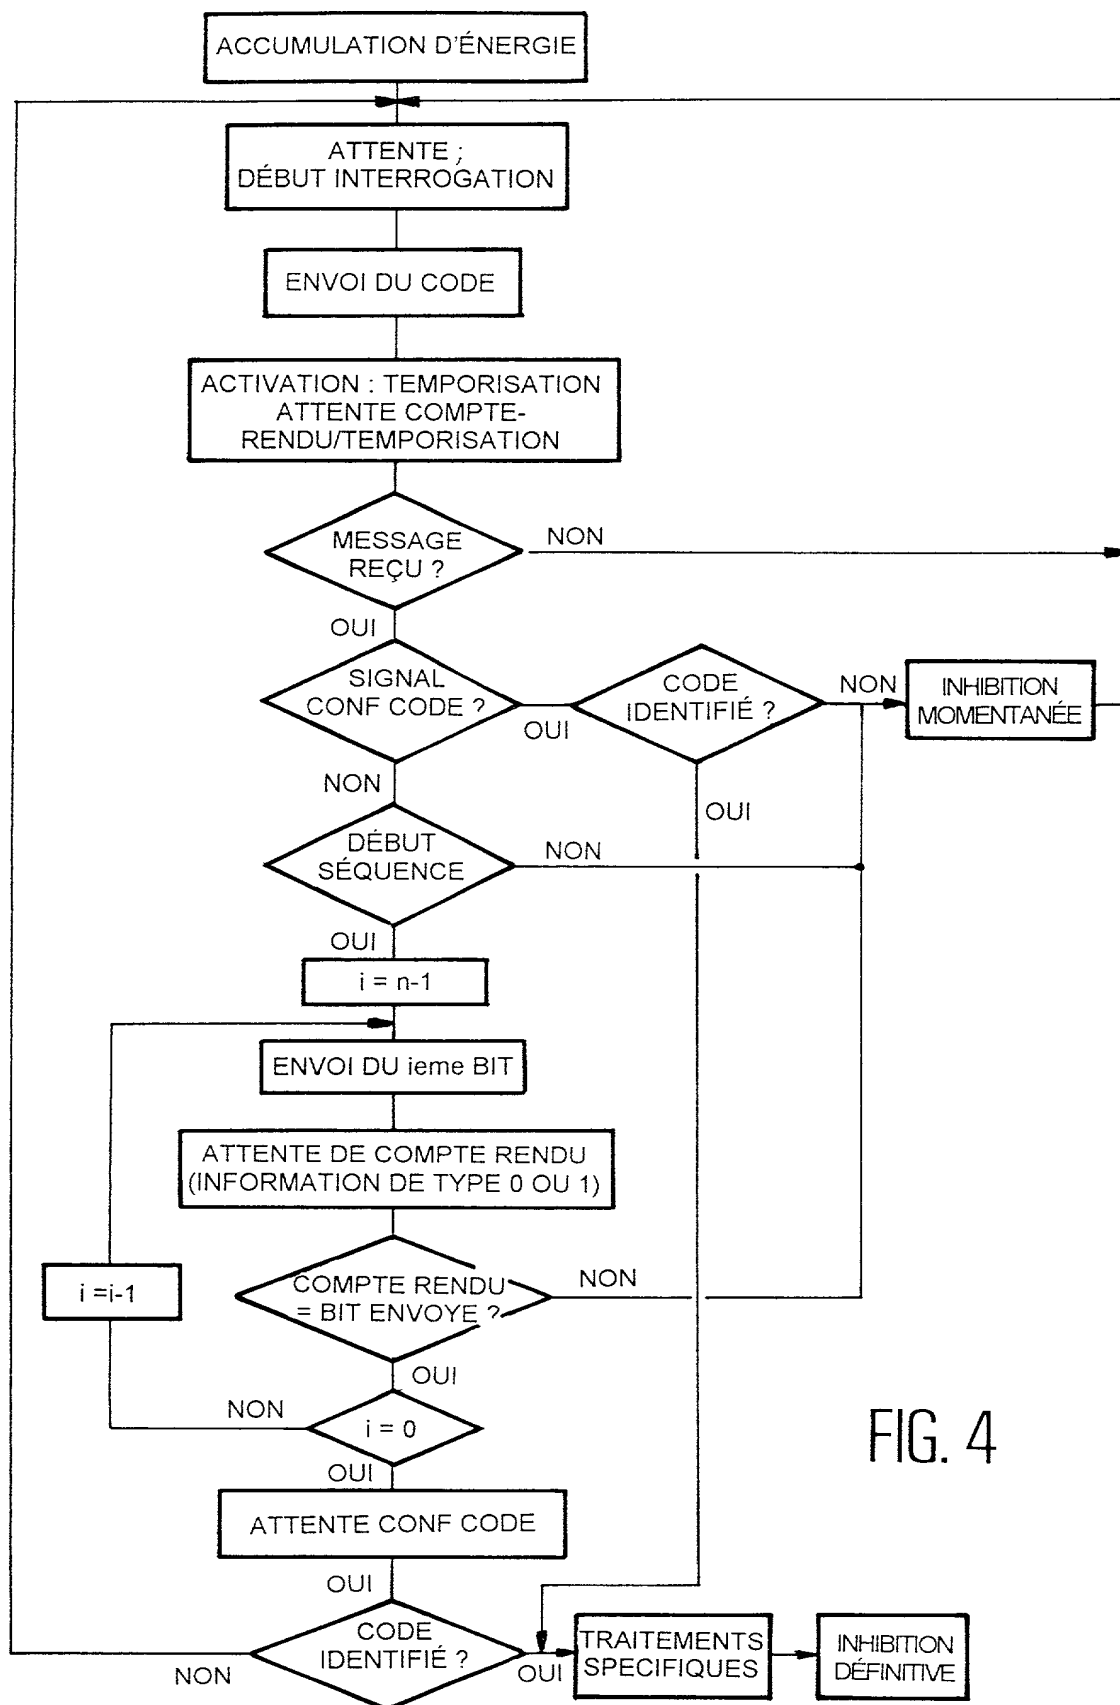 ACCUMULATION D'ÉNERGIE
ATTENTE ;
DÉBUT INTERROGATION
ENVOI DU CODE
ACTIVATION : TEMPORISATION
ATTENTE COMPTE-
RENDU/TEMPORISATION
MESSAGE
REÇU ?
NON
OUI
SIGNAL
CONF CODE ?
OUI
CODE
IDENTIFIÉ ?
NON
INHIBITION
MOMENTANÉE
NON
OUI
DÉBUT
SÉQUENCE
NON
OUI
i = n-1
ENVOI DU ieme BIT
ATTENTE DE COMPTE RENDU
(INFORMATION DE TYPE 0 OU 1)
i =i-1
COMPTE RENDU
= BIT ENVOYE ?
NON
OUI
NON
i = 0
FIG. 4
OUI
ATTENTE CONF CODE
OUI
CODE
IDENTIFIÉ ?
NON
OUI
TRAITEMENTS
SPECIFIQUES
INHIBITION
DÉFINITIVE